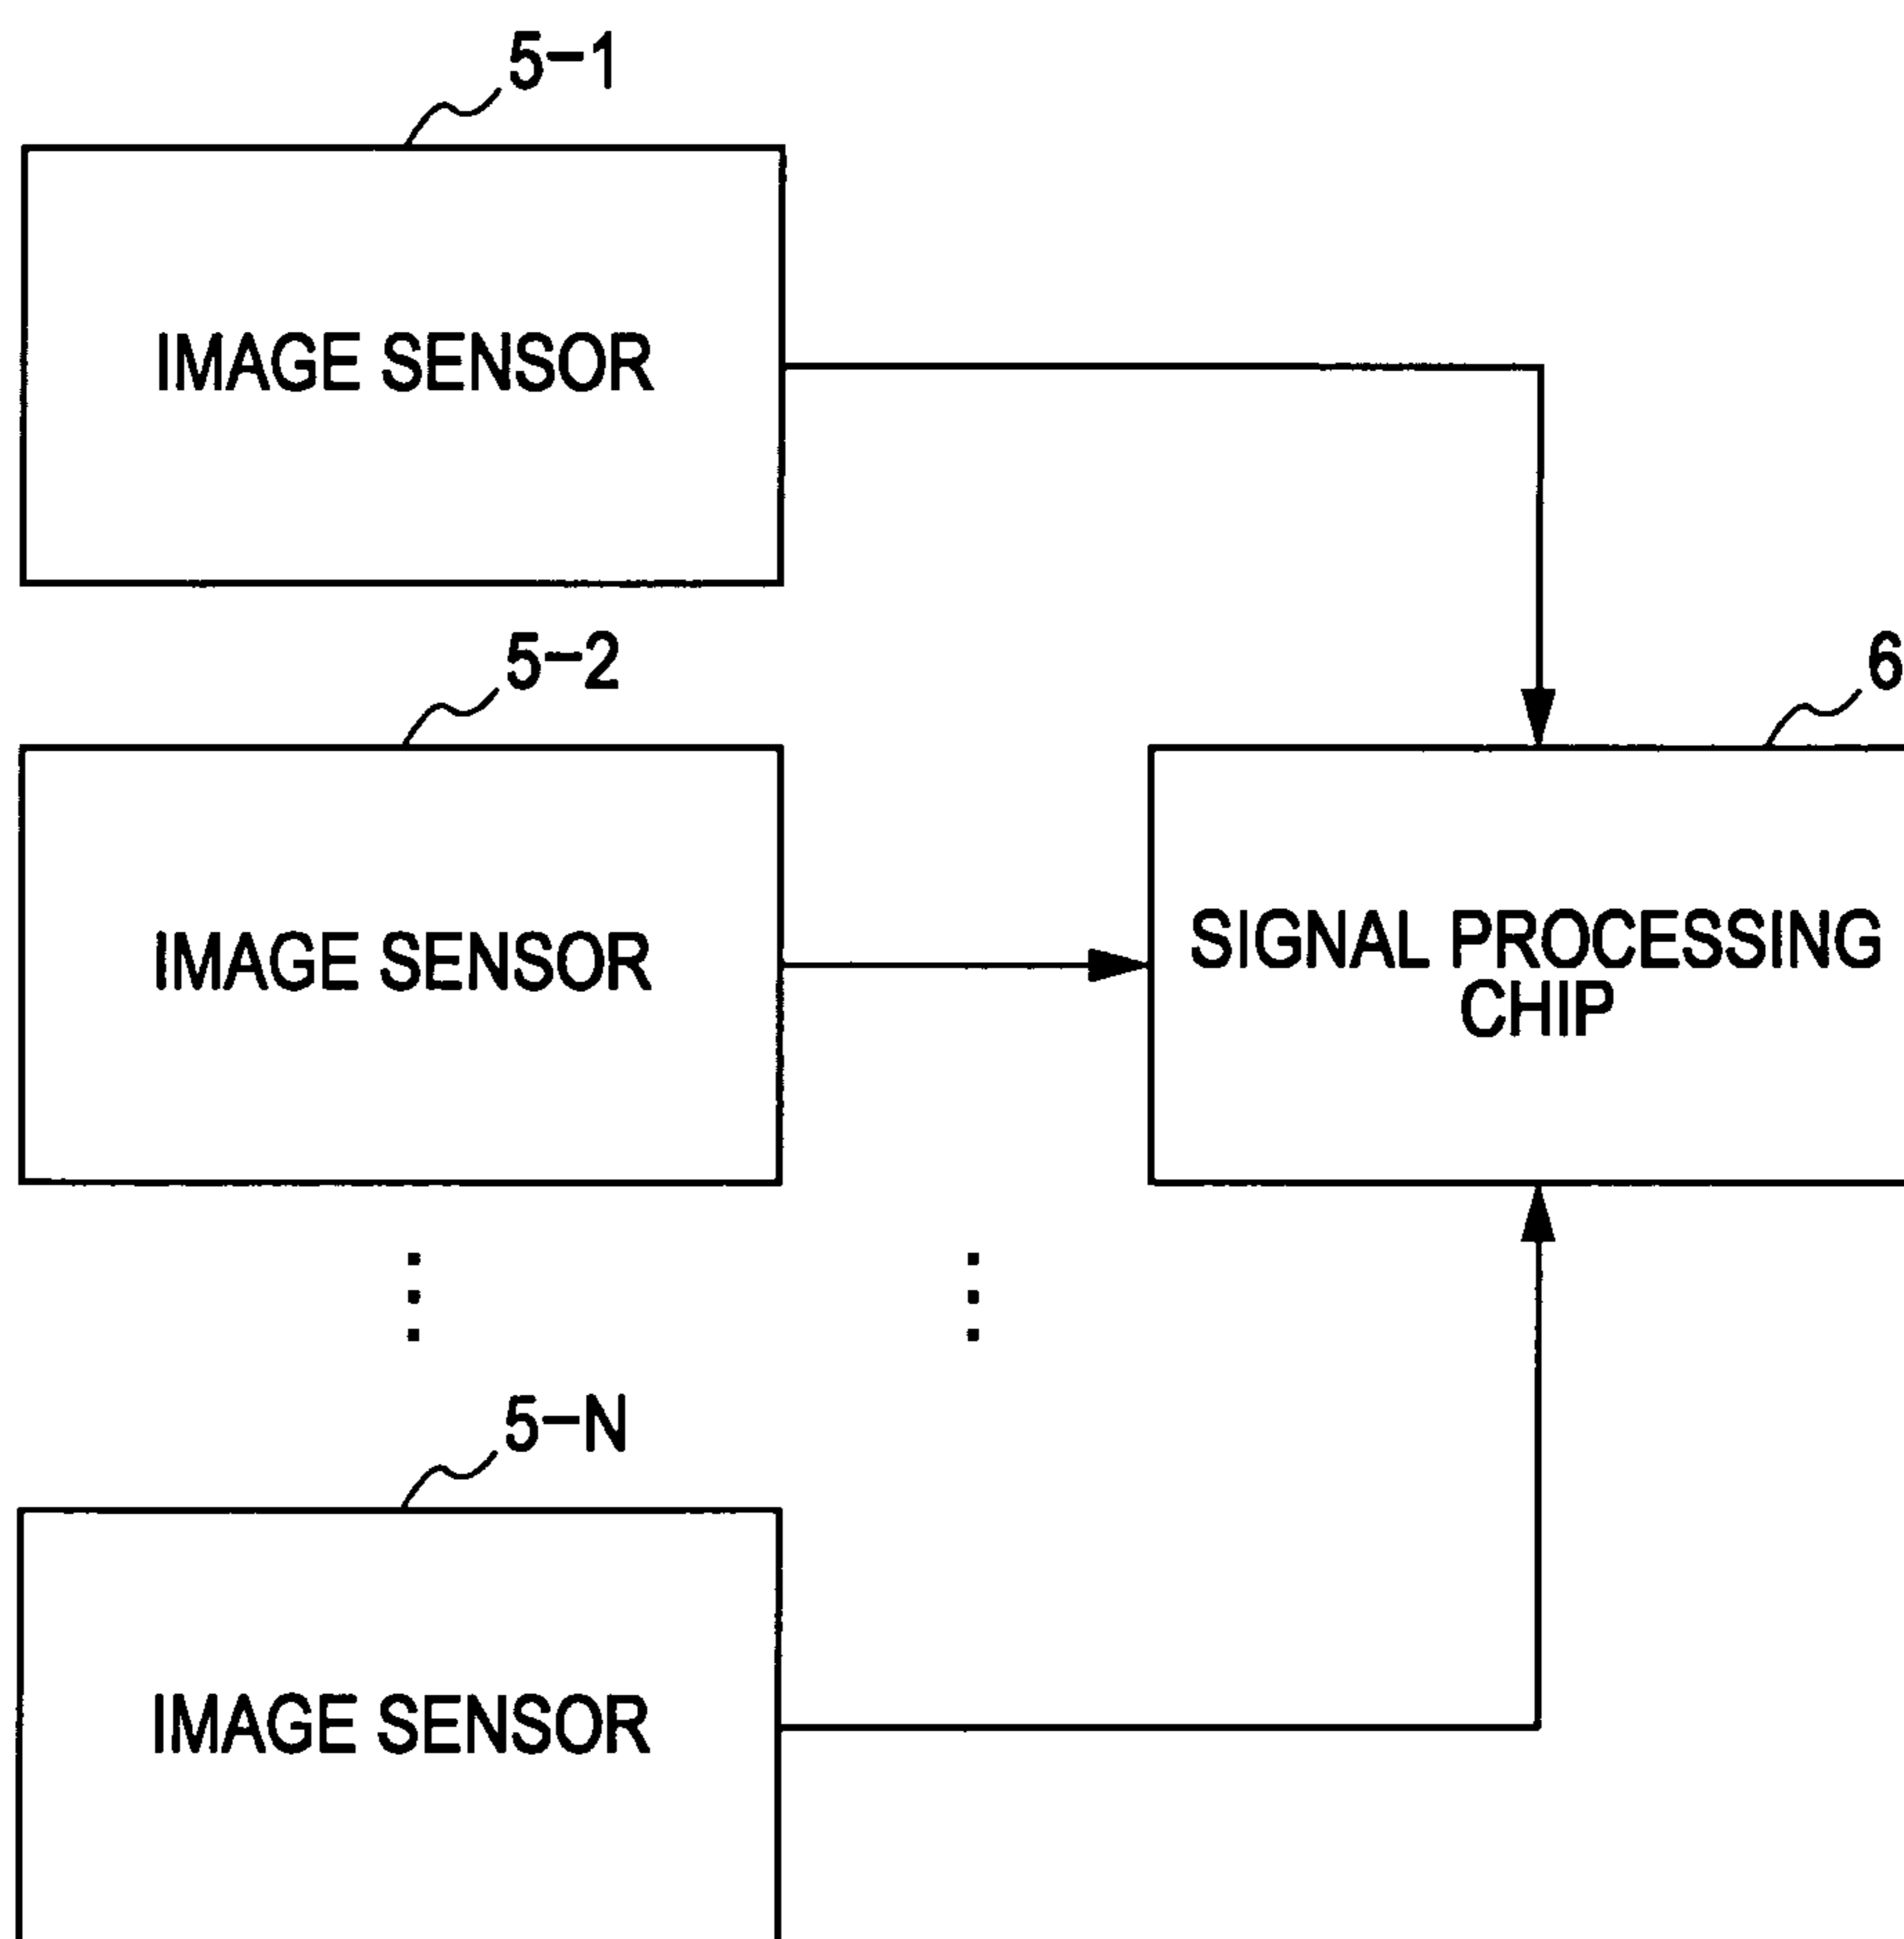 5-1
IMAGE SENSOR
5-2
6
IMAGE SENSOR
SIGNAL PROCESSING
CHIP
5-N
IMAGE SENSOR